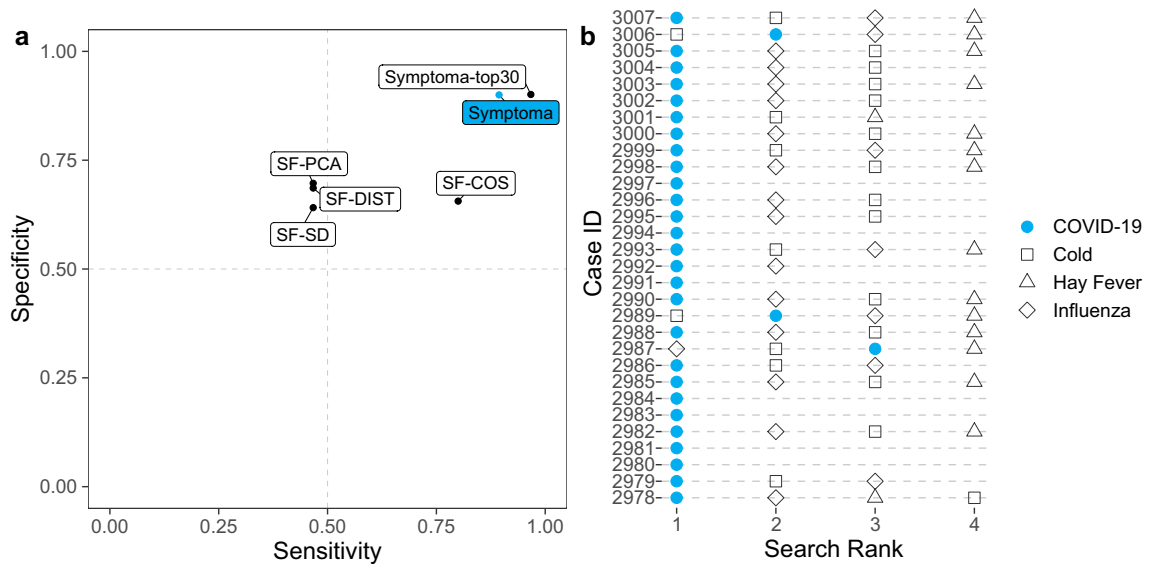 a
1.00
0.75
0.50
0.25
0.00
Specificity
Symptoma-top30
Symptoma
SF-PCA
SF-DIST
SF-COS
SF-SD
0.00 0.25 0.50 0.75 1.00
Sensitivity
b
3007
3006
3005
3004
3003
3002
3001
3000
2999
2998
2997
2996
2995
2994
2993
2992
2991
2990
2989
2988
2987
2986
2985
2984
2983
2982
2981
2980
2979
2978
Case ID
1 2 3 4
Search Rank
COVID-19
Cold
Hay Fever
Influenza